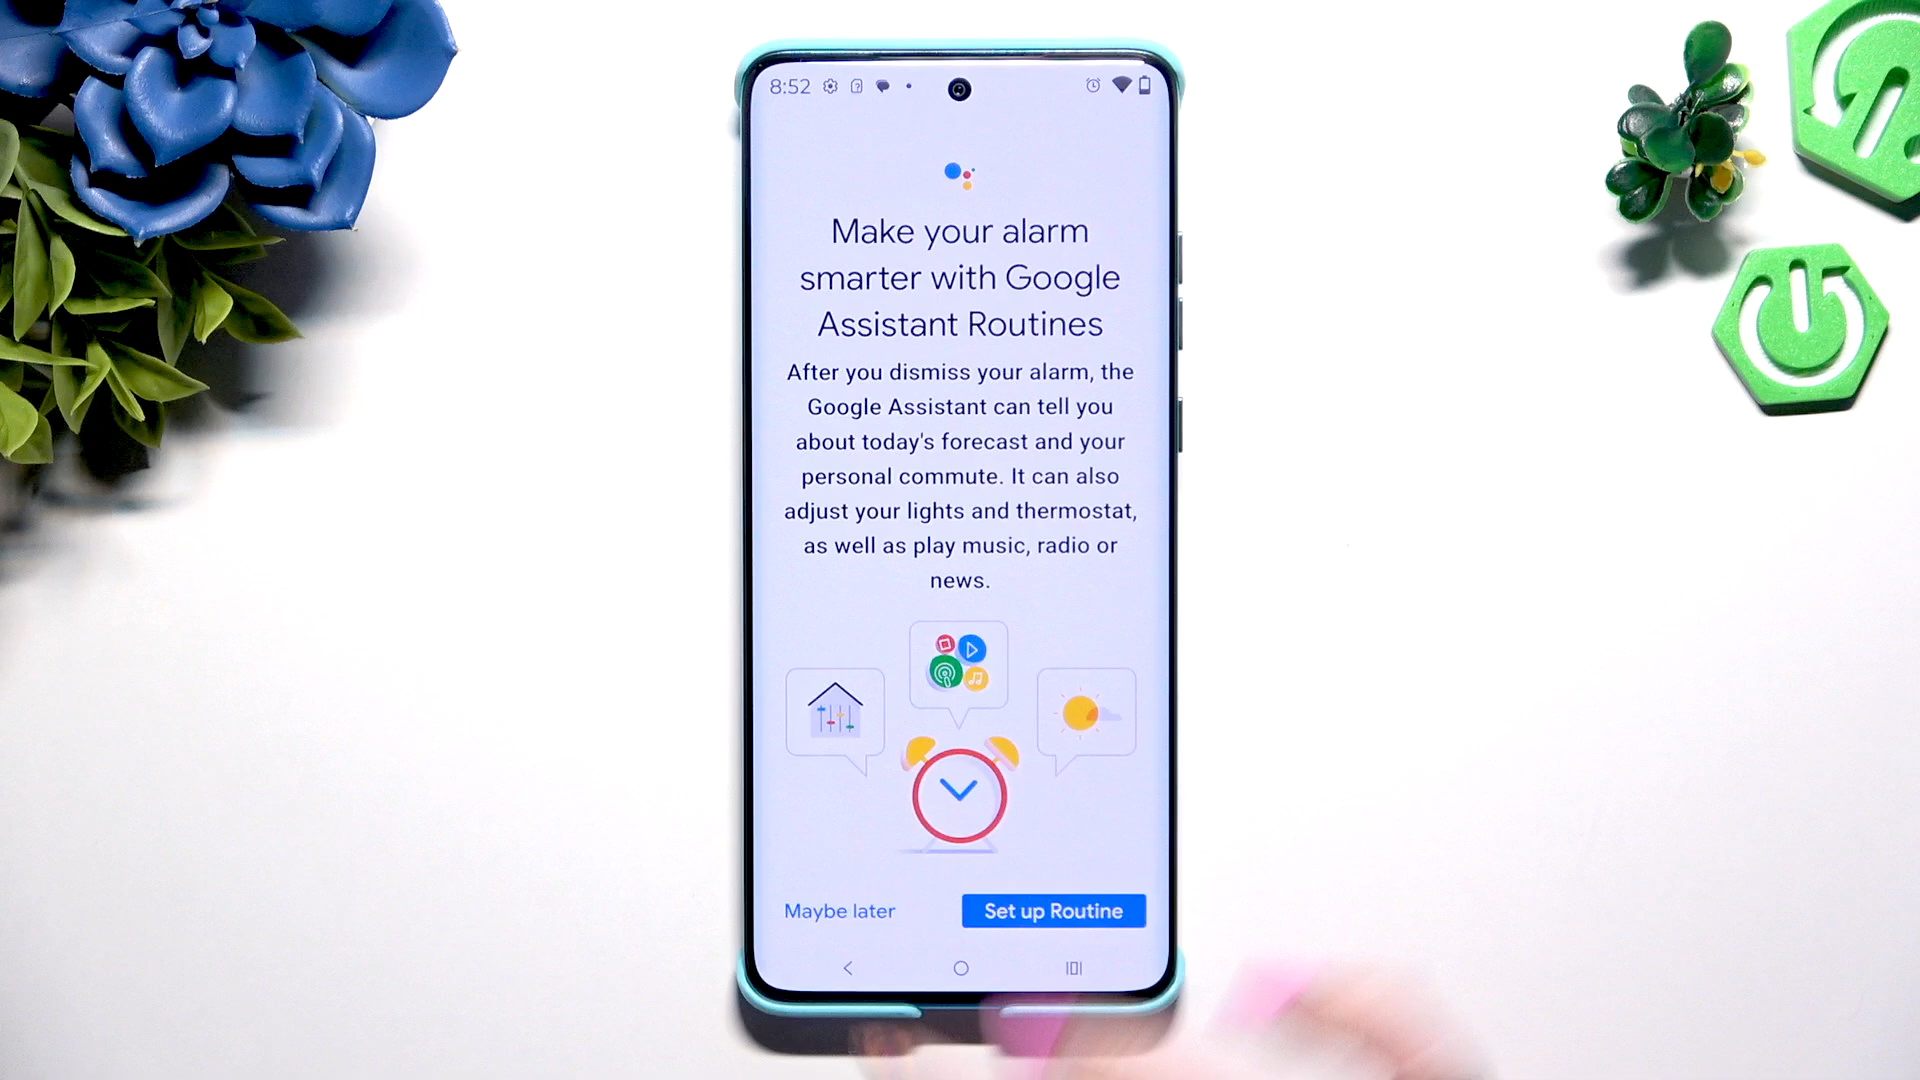 8:52
Make your alarm
smarter with Google
Assistant Routines
After you dismiss your alarm, the
Google Assistant can tell you
about today's forecast and your
personal commute. It can also
adjust your lights and thermostat,
as well as play music, radio or
news.
Maybe later
Set up Routine